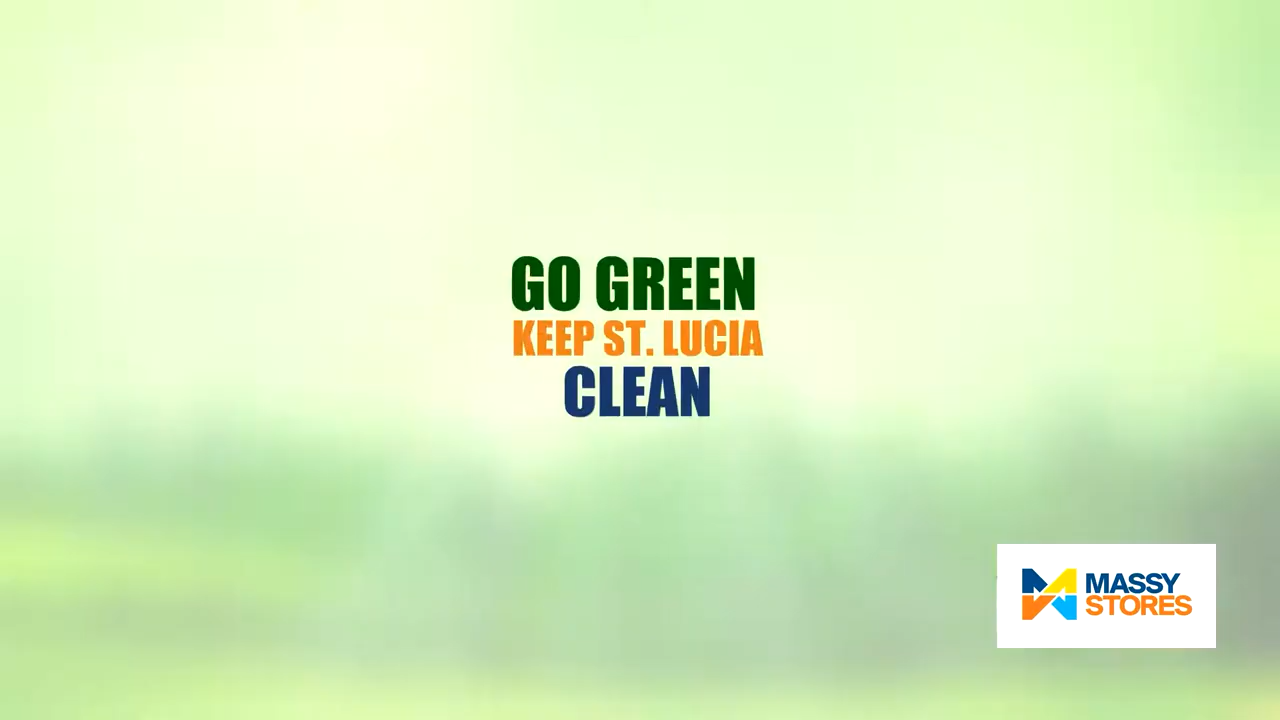 GO GREEN
KEEP ST. LUCIA
CLEAN
MASSY
STORES